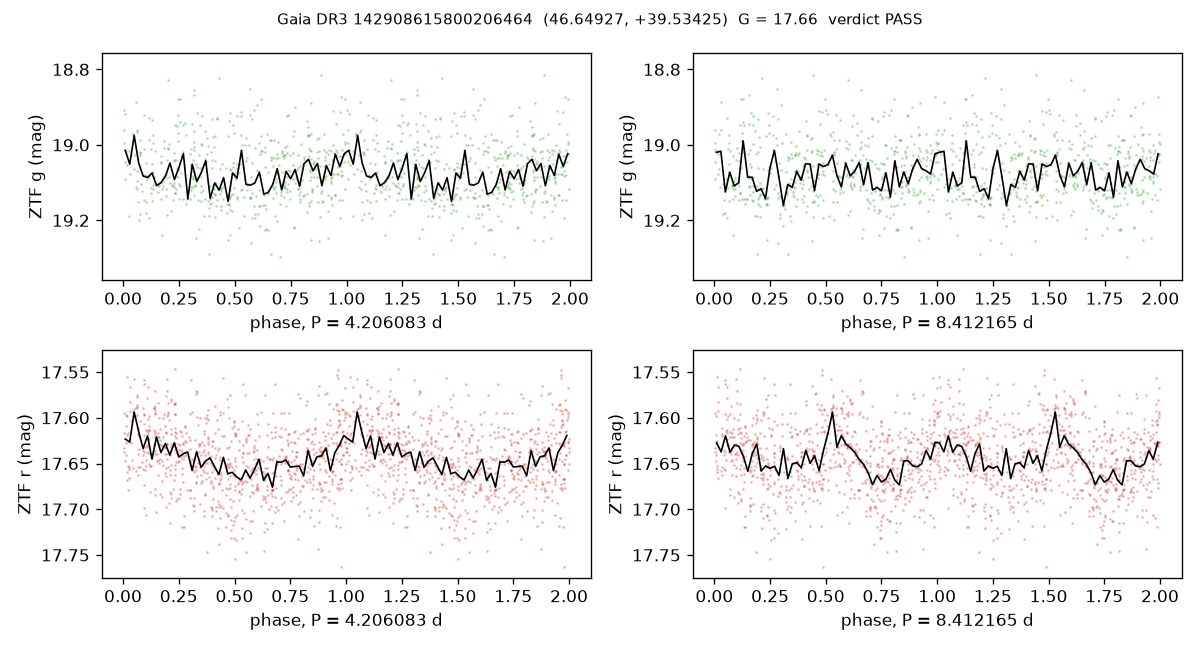 Gaia DR3 142908615800206464  (46.64927, +39.53425)  G = 17.66  verdict PASS
ZTF g (mag)
18.8
19.0
19.2
0.00 0.25 0.50 0.75 1.00 1.25 1.50 1.75 2.00
phase, P = 4.206083 d
ZTF g (mag)
18.8
19.0
19.2
0.00 0.25 0.50 0.75 1.00 1.25 1.50 1.75 2.00
phase, P = 8.412165 d
ZTF r (mag)
17.55
17.60
17.65
17.70
17.75
0.00 0.25 0.50 0.75 1.00 1.25 1.50 1.75 2.00
phase, P = 4.206083 d
ZTF r (mag)
17.55
17.60
17.65
17.70
17.75
0.00 0.25 0.50 0.75 1.00 1.25 1.50 1.75 2.00
phase, P = 8.412165 d